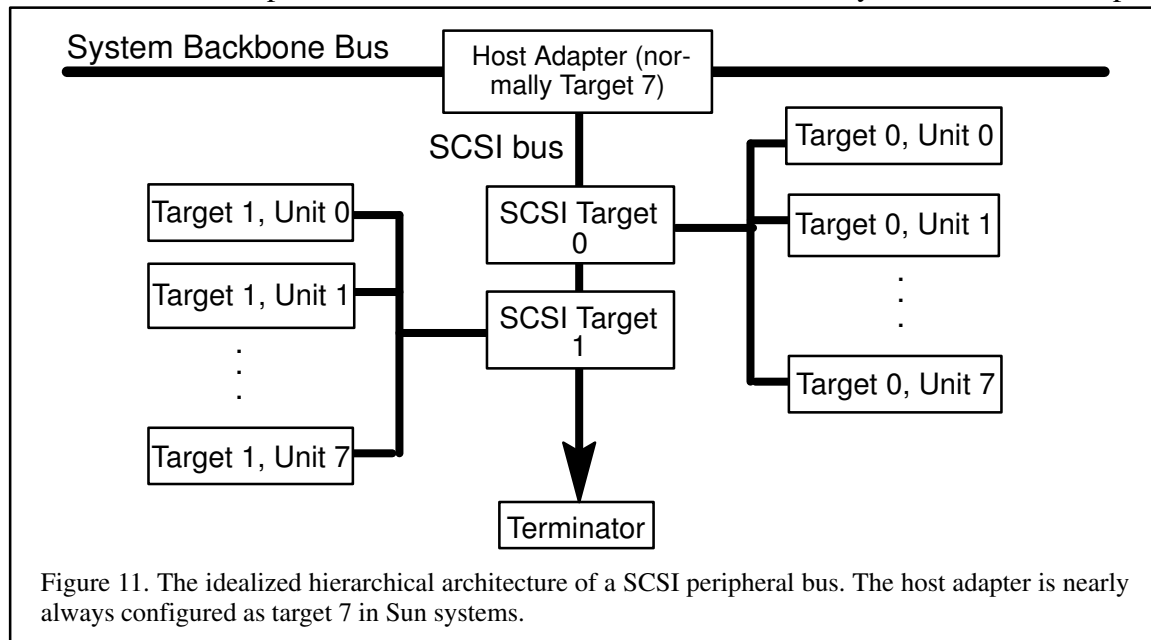 System Backbone Bus
Host Adapter (nor-
mally Target 7)
SCSI bus
Target 0, Unit 0
Target 1, Unit 0
SCSI Target
0
Target 0, Unit 1
Target 1, Unit 1
SCSI Target
1
Target 0, Unit 7
Target 1, Unit 7
Terminator
Figure 11. The idealized hierarchical architecture of a SCSI peripheral bus. The host adapter is nearly
always configured as target 7 in Sun systems.